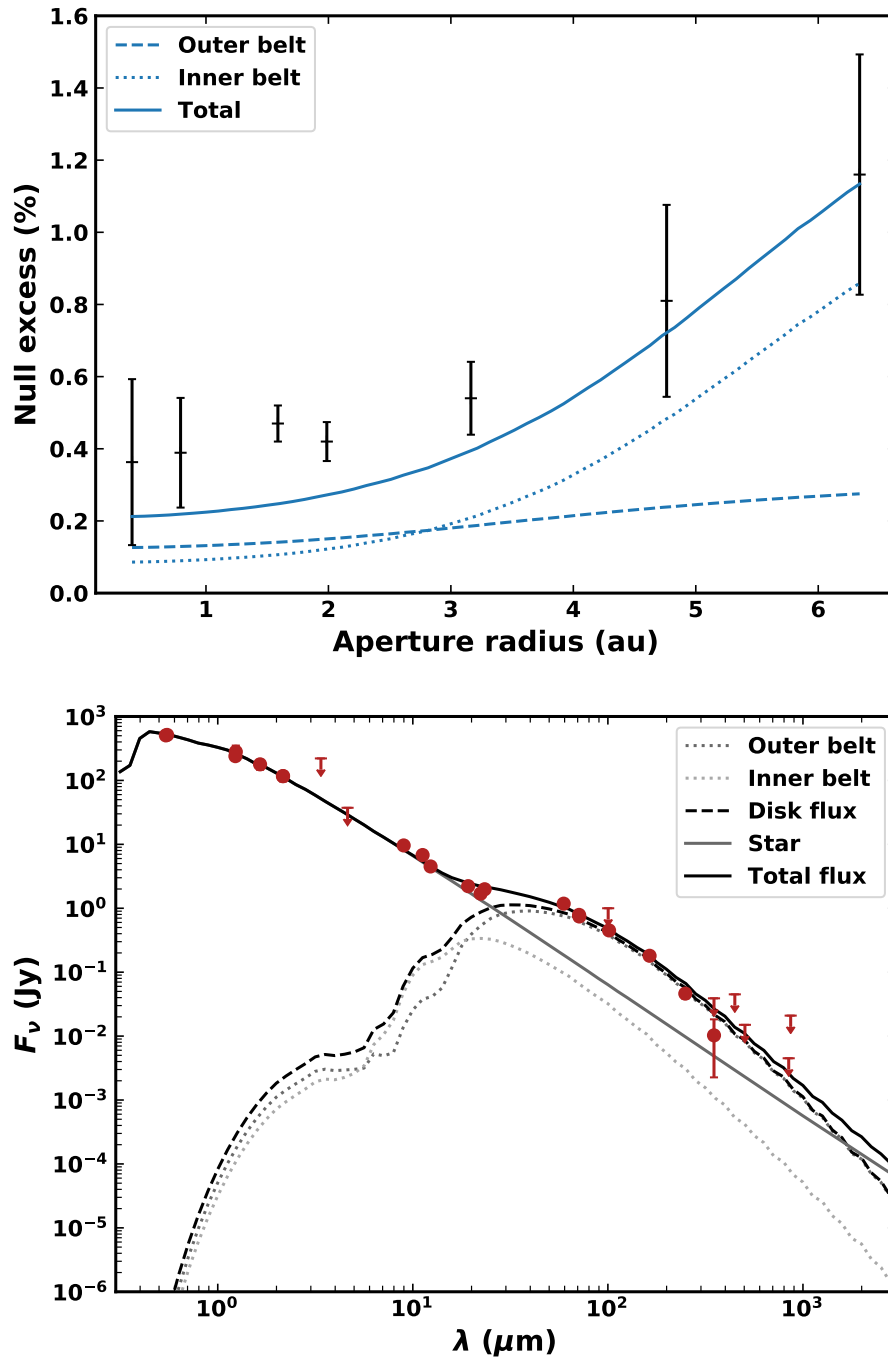 1.6
1.4
1.2
1.0
0.8
0.6
0.4
0.2
0.0
Null excess (%)
Outer belt
Inner belt
Total
1 2 3 4 5 6
Aperture radius (au)
10³
10²
10¹
10⁰
10⁻¹
10⁻²
10⁻³
10⁻⁴
10⁻⁵
10⁻⁶
F_ν (Jy)
Outer belt
Inner belt
Disk flux
Star
Total flux
10⁰ 10¹ 10² 10³
λ (μm)